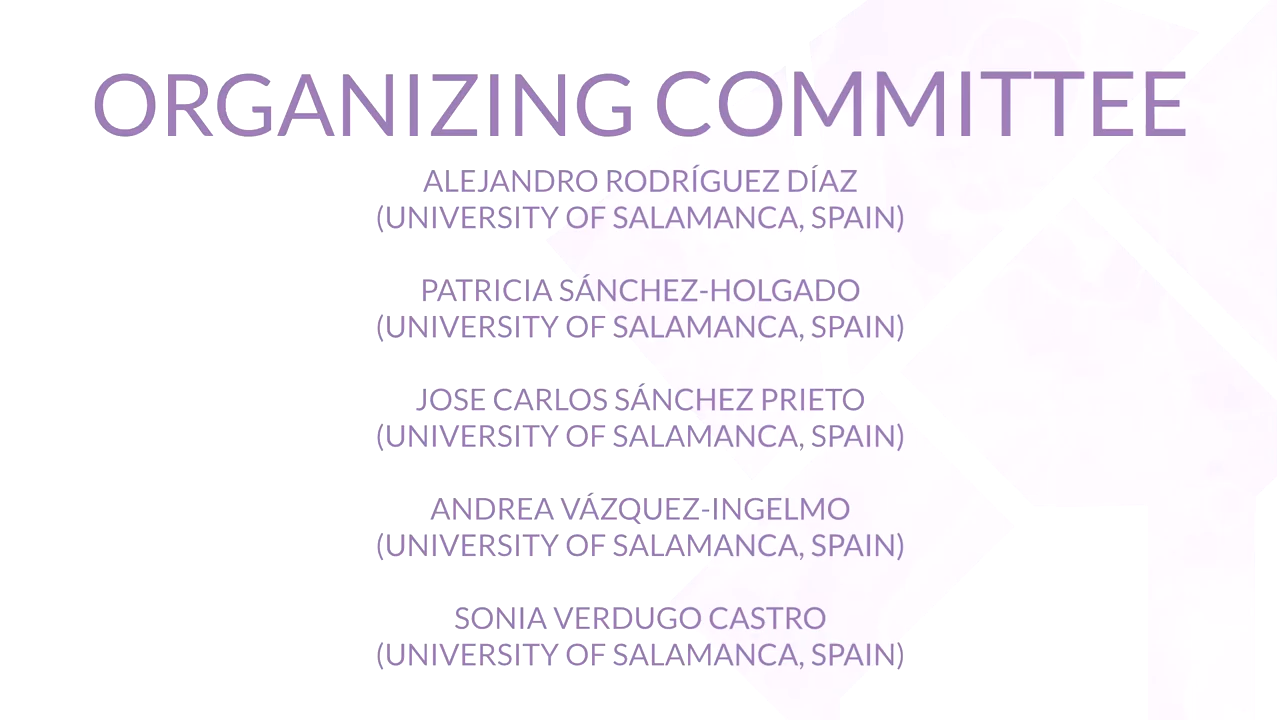 ORGANIZING COMMITTEE
ALEJANDRO RODRÍGUEZ DÍAZ
(UNIVERSITY OF SALAMANCA, SPAIN)
PATRICIA SÁNCHEZ-HOLGADO
(UNIVERSITY OF SALAMANCA, SPAIN)
JOSE CARLOS SÁNCHEZ PRIETO
(UNIVERSITY OF SALAMANCA, SPAIN)
ANDREA VÁZQUEZ-INGELMO
(UNIVERSITY OF SALAMANCA, SPAIN)
SONIA VERDUGO CASTRO
(UNIVERSITY OF SALAMANCA, SPAIN)